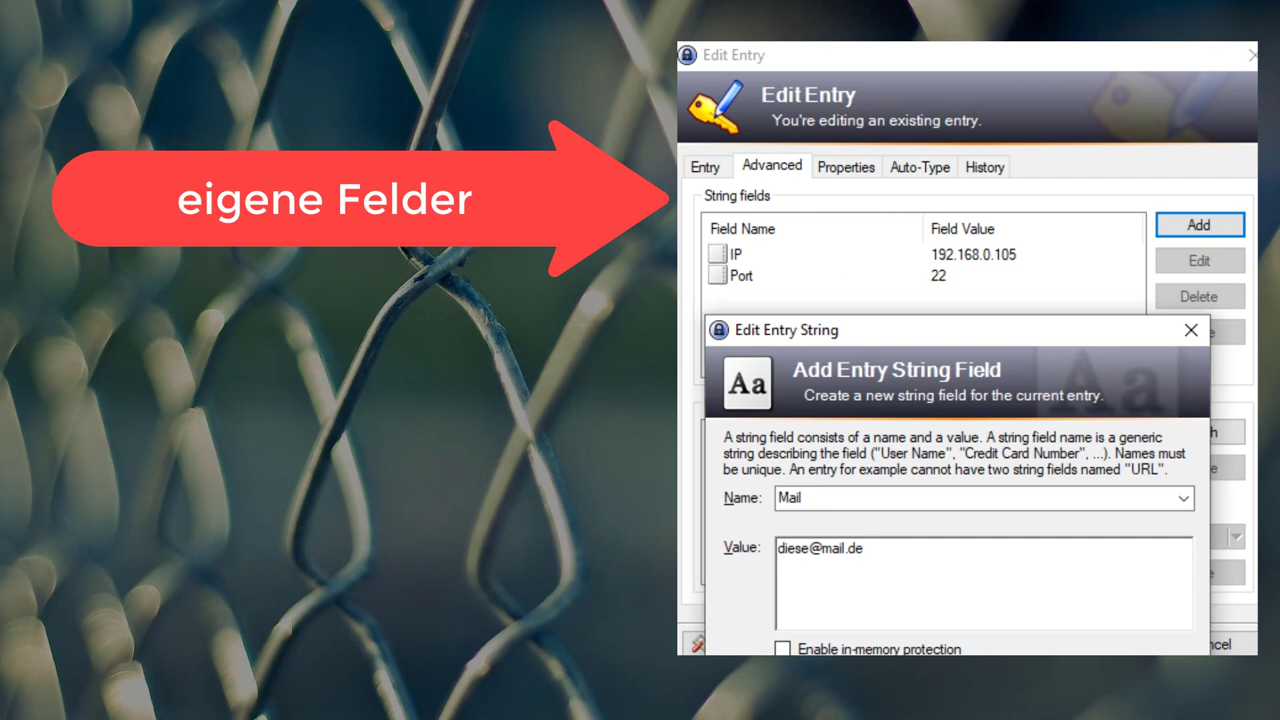 eigene Felder
Edit Entry
Edit Entry
You're editing an existing entry.
Entry Advanced Properties Auto-Type History
String fields
Field Name Field Value
Add
IP 192.168.0.105
Edit
Port 22
Delete
Edit Entry String
Add Entry String Field
Aa
Aa
Create a new string field for the current entry.
A string field consists of a name and a value. A string field name is a generic
string describing the field ("User Name", "Credit Card Number", ...). Names must
be unique. An entry for example cannot have two string fields named "URL".
Name: Mail
Value: diese@mail.de
Enable in-memory protection